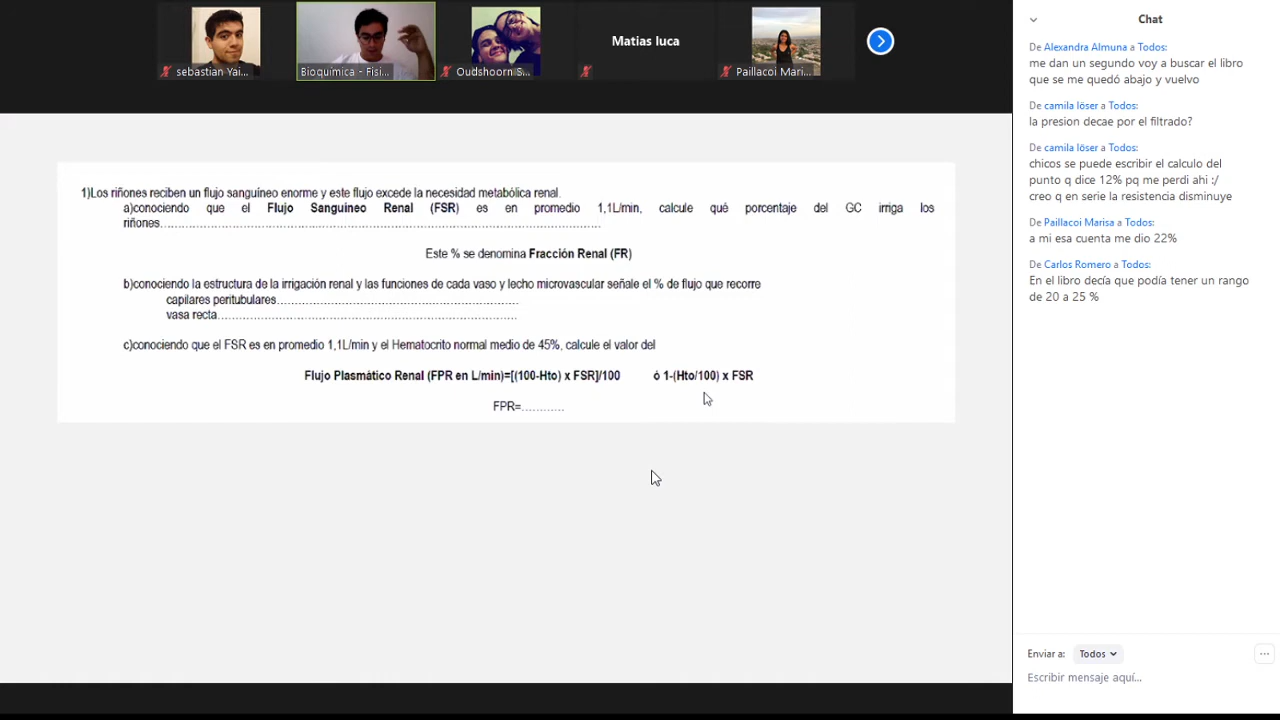 sebastian Yai...
Bioquímica - Fisi...
Oudshoorn S...
Matias luca
Paillacoi Mari...
1)Los riñones reciben un flujo sanguíneo enorme y este flujo excede la necesidad metabólica renal.
a)conociendo que el Flujo Sanguíneo Renal (FSR) es en promedio 1,1L/min, calcule qué porcentaje del GC irriga los
riñones..........................................................................................................................
Este % se denomina Fracción Renal (FR)
b)conociendo la estructura de la irrigación renal y las funciones de cada vaso y lecho microvascular señale el % de flujo que recorre
capilares peritubulares...................................................................
vasa recta...................................................................................
c)conociendo que el FSR es en promedio 1,1L/min y el Hematocrito normal medio de 45%, calcule el valor del
Flujo Plasmático Renal (FPR en L/min)=[(100-Hto) x FSR]/100 ó 1-(Hto/100) x FSR
FPR=............
Chat
De Alexandra Almuna a Todos:
me dan un segundo voy a buscar el libro
que se me quedó abajo y vuelvo
De camila löser a Todos:
la presion decae por el filtrado?
De camila löser a Todos:
chicos se puede escribir el calculo del
punto q dice 12% pq me perdi ahi :/
creo q en serie la resistencia disminuye
De Paillacoi Marisa a Todos:
a mi esa cuenta me dio 22%
De Carlos Romero a Todos:
En el libro decía que podía tener un rango
de 20 a 25 %
Enviar a: Todos
Escribir mensaje aquí...